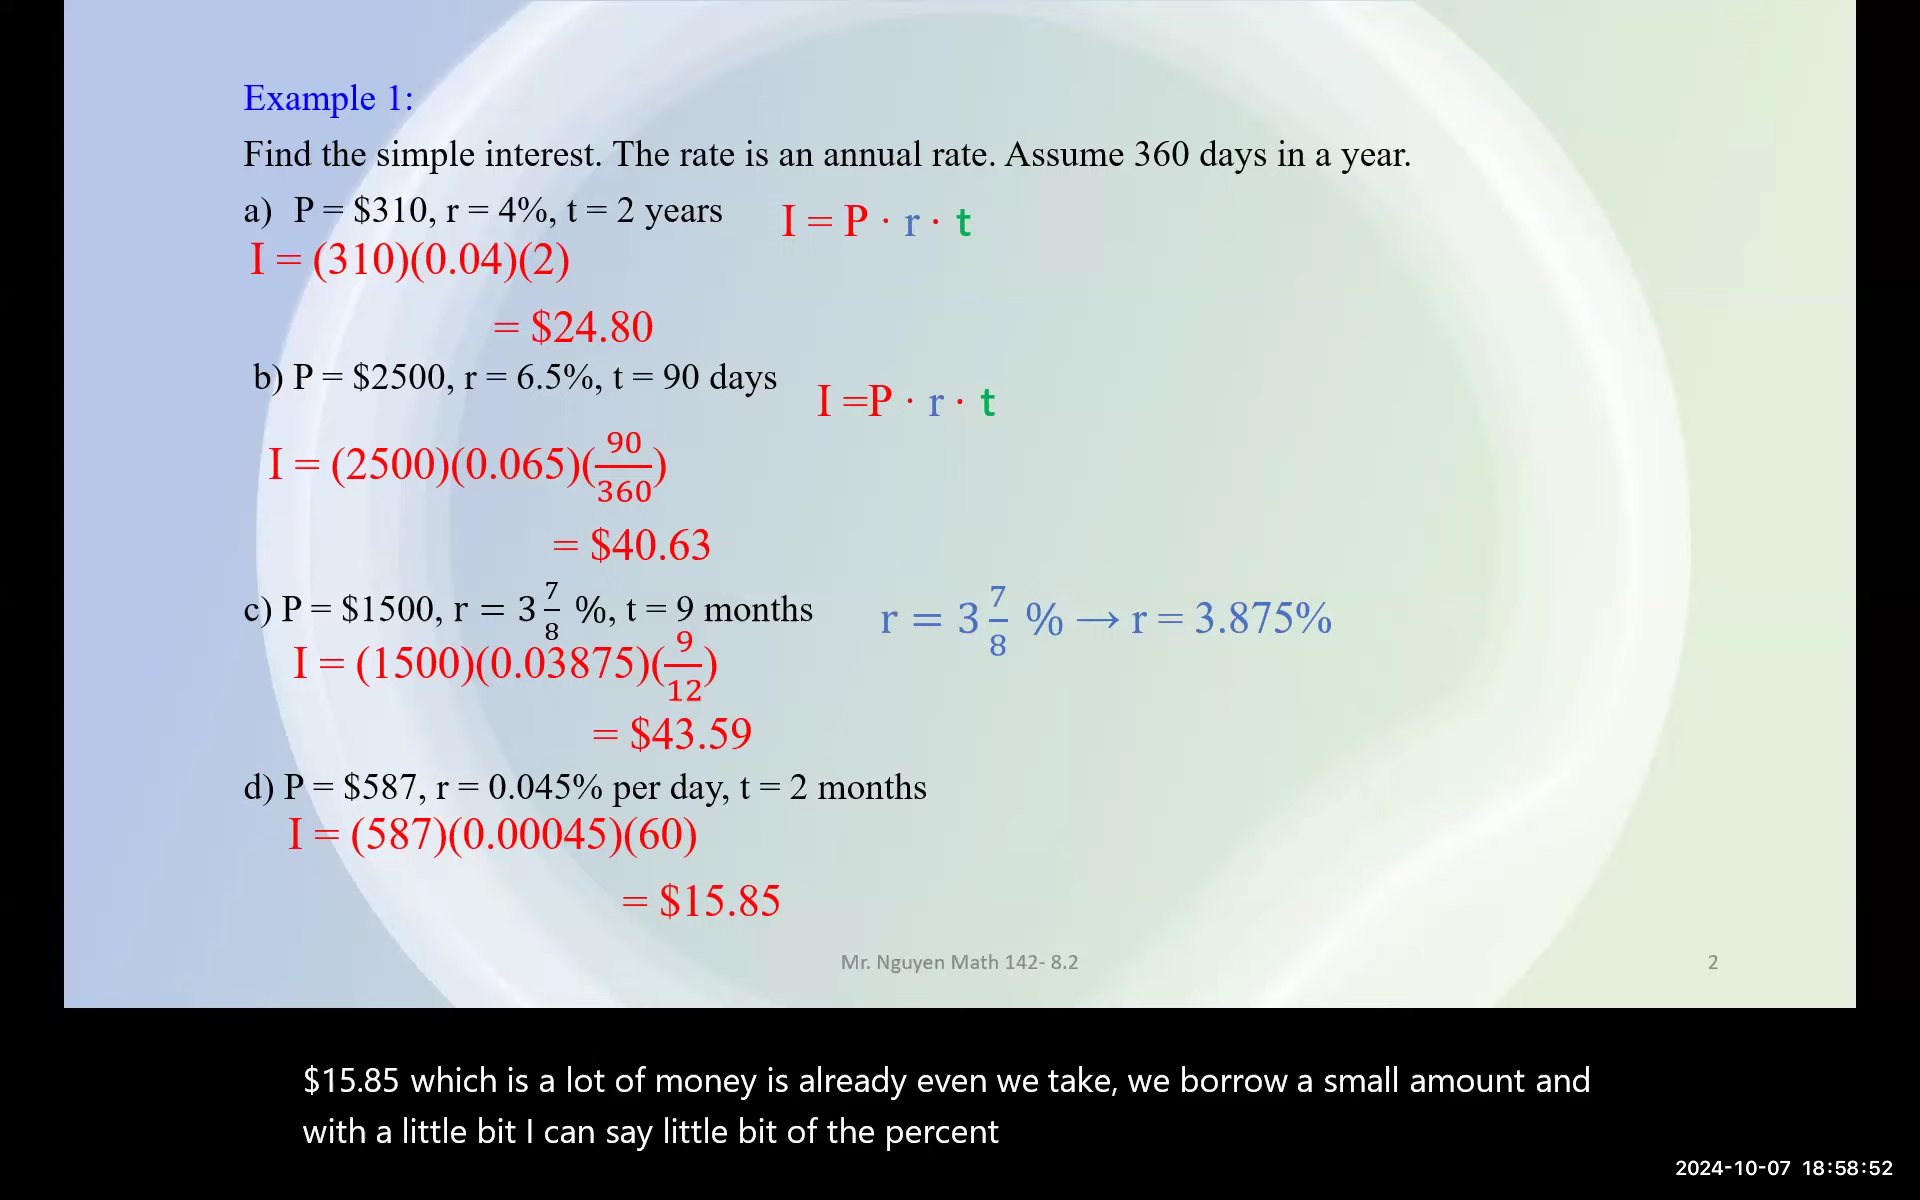 Example 1:
Find the simple interest. The rate is an annual rate. Assume 360 days in a year.
a) P = $310, r = 4%, t = 2 years
I = P · r · t
I = (310)(0.04)(2)
= $24.80
b) P = $2500, r = 6.5%, t = 90 days
I =P · r · t
I = (2500)(0.065)(90/360)
= $40.63
c) P = $1500, r = 3 7/8 %, t = 9 months
r = 3 7/8 % → r = 3.875%
I = (1500)(0.03875)(9/12)
= $43.59
d) P = $587, r = 0.045% per day, t = 2 months
I = (587)(0.00045)(60)
= $15.85
Mr. Nguyen Math 142- 8.2
2
$15.85 which is a lot of money is already even we take, we borrow a small amount and
with a little bit I can say little bit of the percent
2024-10-07 18:58:52